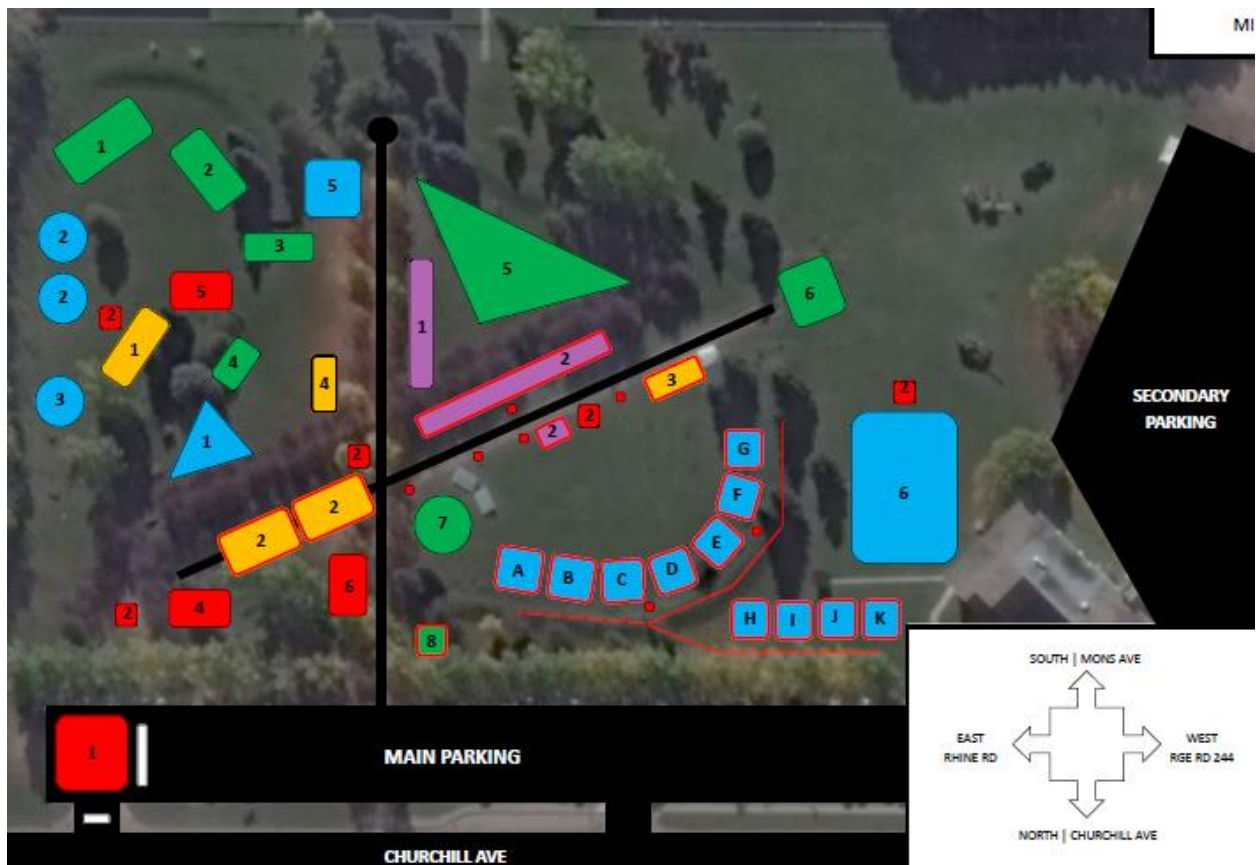 MI
1
2
5
2
3
5
6
2
5
2
1
1
4
4
2
3
3
2
2
2
1
G
2
6
F
2
2
7
E
A
B
C
D
6
4
2
H
I
J
K
8
SECONDARY
PARKING
SOUTH | MONS AVE
EAST
RHINE RD
WEST
RGE RD 244
NORTH | CHURCHILL AVE
1
MAIN PARKING
CHURCHILL AVE